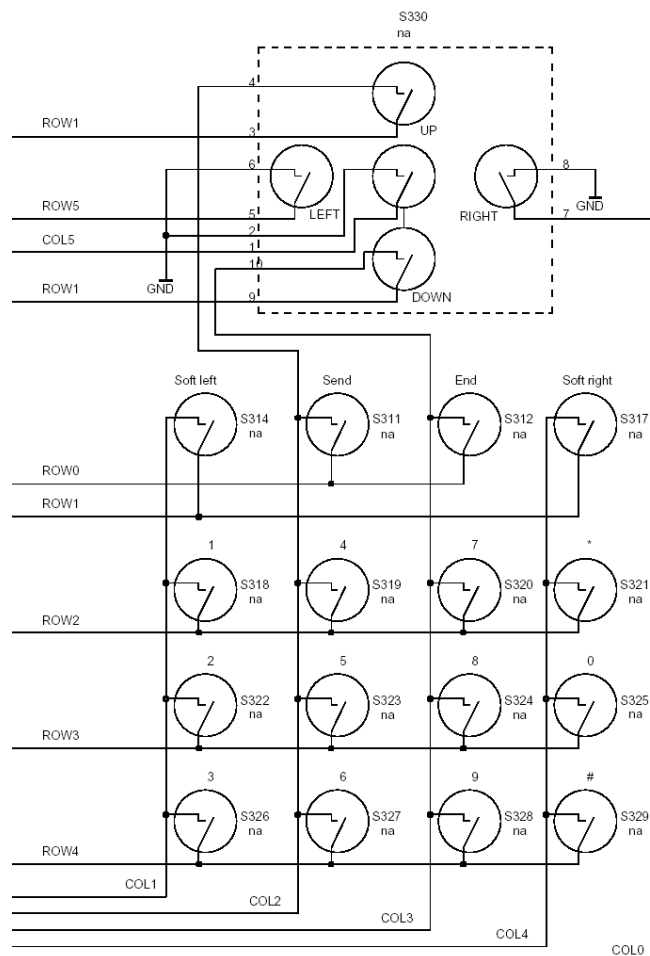 S330
na
4
ROW1
3
UP
6
8
ROW5
5
LEFT
RIGHT
7
GND
2
COL5
1
10
GND
ROW1
9
DOWN
Soft left
Send
End
Soft right
S314
na
S311
na
S312
na
S317
na
ROW0
ROW1
1
4
7
*
S318
na
S319
na
S320
na
S321
na
ROW2
2
5
8
0
S322
na
S323
na
S324
na
S325
na
ROW3
3
6
9
#
S326
na
S327
na
S328
na
S329
na
ROW4
COL1
COL2
COL3
COL4
COL0